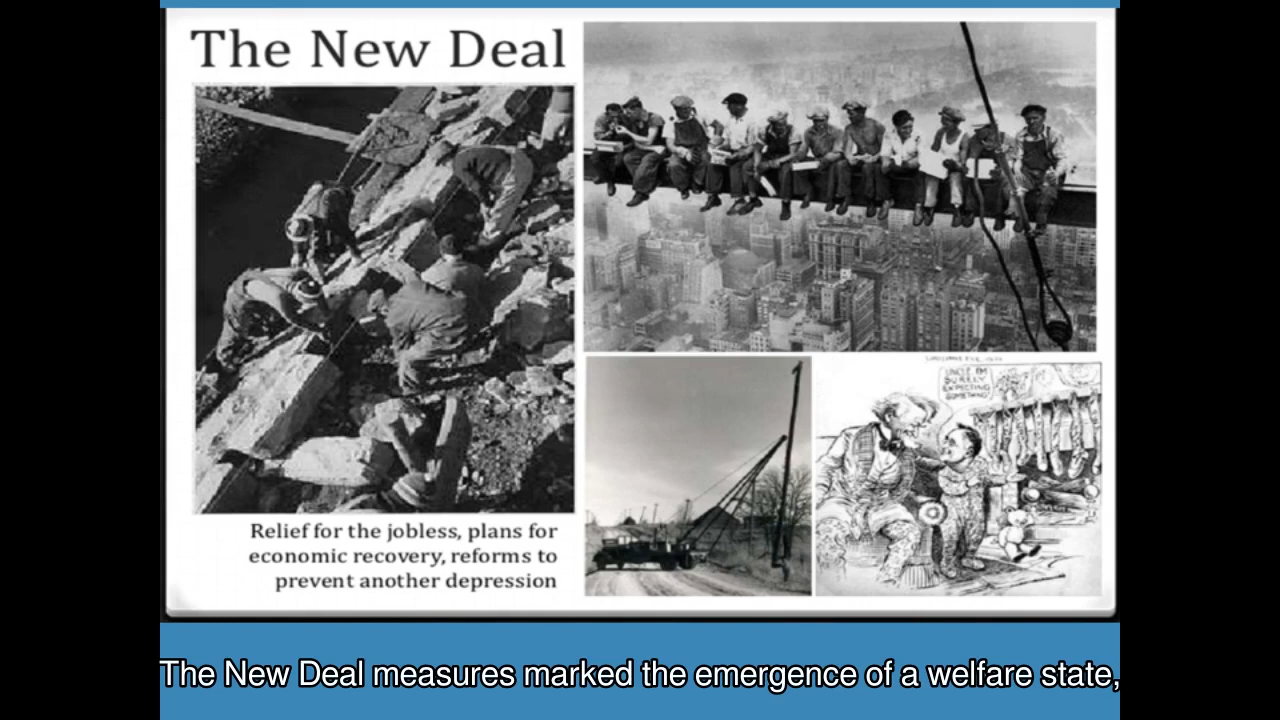 The New Deal
Relief for the jobless, plans for
economic recovery, reforms to
prevent another depression
UNCLE, I'M
SURELY
EXPECTING
SOMETHING!
The New Deal measures marked the emergence of a welfare state,